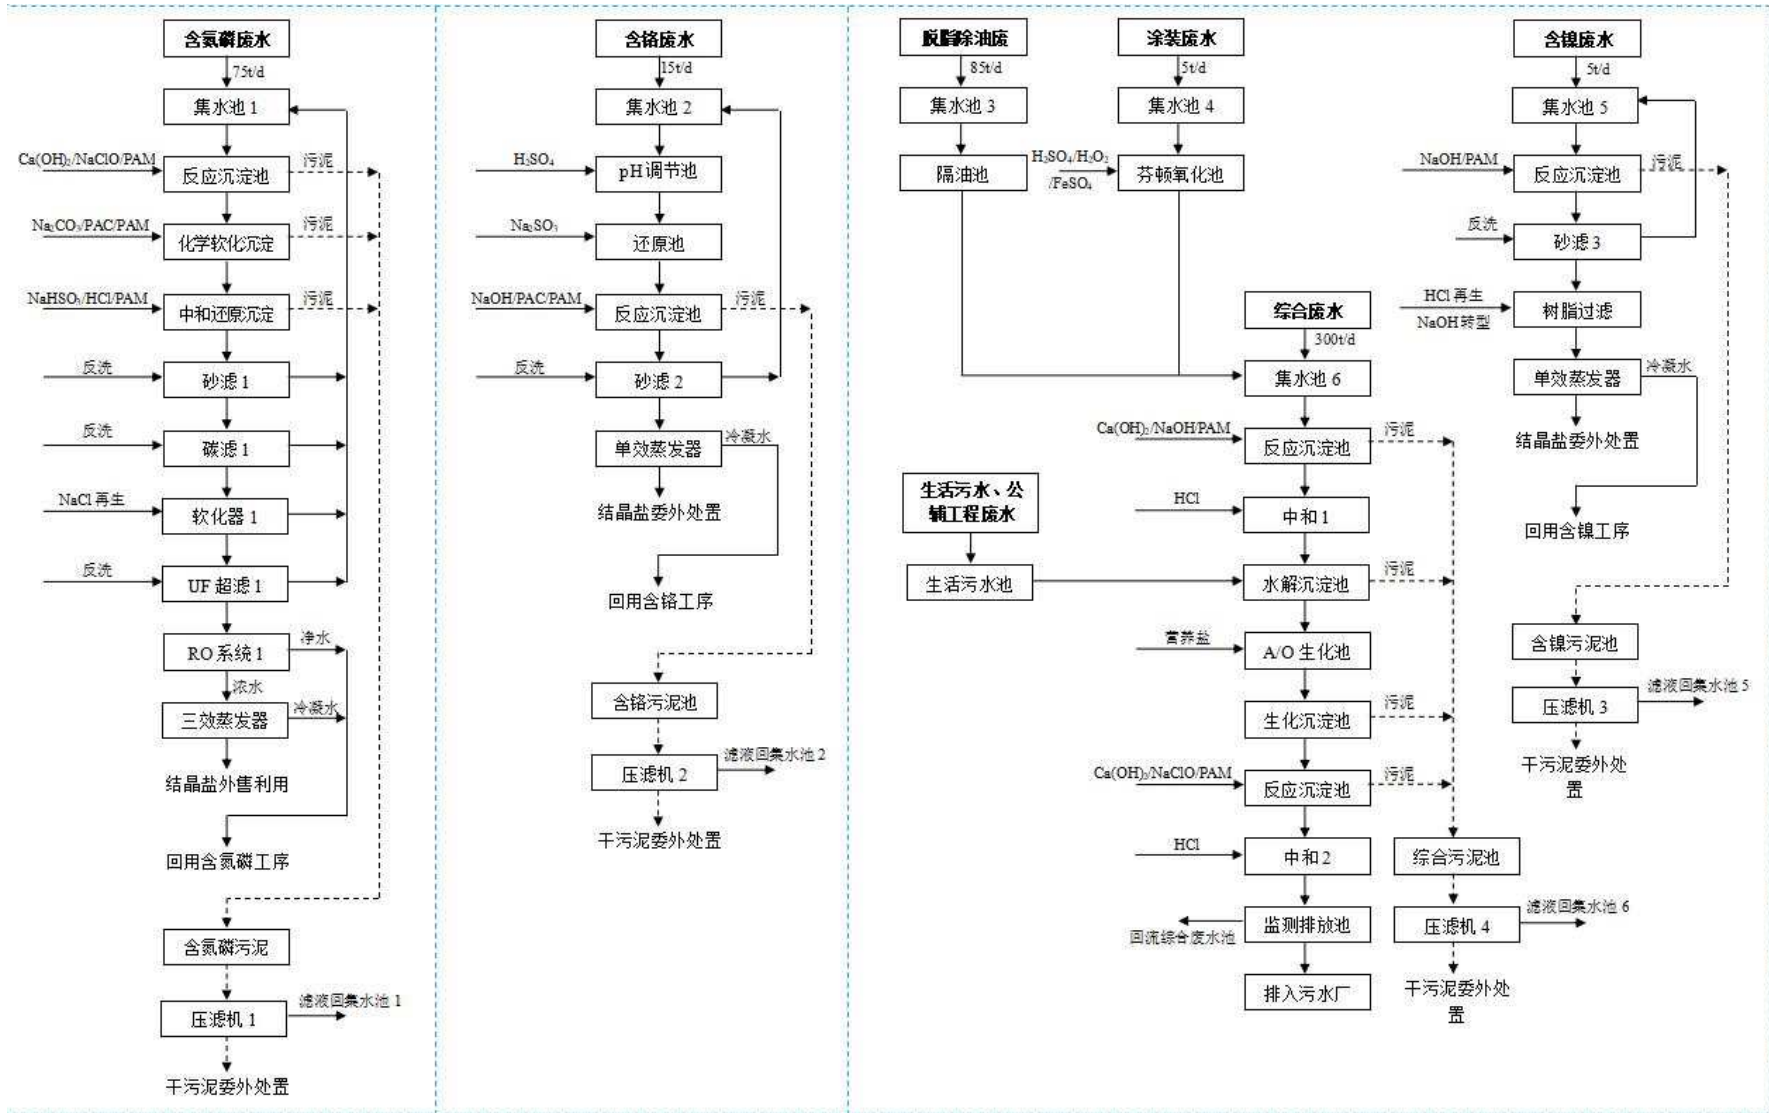 含氮磷废水
75t/d
集水池 1
Ca(OH)2/NaClO/PAM
反应沉淀池
污泥
Na2CO3/PAC/PAM
化学软化沉淀
污泥
NaHSO3/HCl/PAM
中和还原沉淀
污泥
反洗
砂滤 1
反洗
碳滤 1
NaCl 再生
软化器 1
反洗
UF 超滤 1
RO 系统 1
净水
浓水
三效蒸发器
冷凝水
结晶盐外售利用
回用含氮磷工序
含氮磷污泥
压滤机 1
滤液回集水池 1
干污泥委外处置
含铬废水
15t/d
集水池 2
H2SO4
pH 调节池
Na2SO3
还原池
NaOH/PAC/PAM
反应沉淀池
污泥
反洗
砂滤 2
单效蒸发器
冷凝水
结晶盐委外处置
回用含铬工序
含铬污泥池
压滤机 2
滤液回集水池 2
干污泥委外处置
脱脂除油废
85t/d
集水池 3
隔油池
涂装废水
5t/d
集水池 4
H2SO4/H2O2
/FeSO4
芬顿氧化池
综合废水
300t/d
集水池 6
Ca(OH)2/NaOH/PAM
反应沉淀池
污泥
HCl
中和 1
生活污水、公
辅工程废水
生活污水池
水解沉淀池
污泥
营养盐
A/O 生化池
生化沉淀池
污泥
Ca(OH)2/NaClO/PAM
反应沉淀池
污泥
HCl
中和 2
监测排放池
回流综合废水池
排入污水厂
综合污泥池
压滤机 4
滤液回集水池 6
干污泥委外处
置
含镍废水
5t/d
集水池 5
NaOH/PAM
反应沉淀池
污泥
反洗
砂滤 3
HCl 再生
NaOH 转型
树脂过滤
单效蒸发器
冷凝水
结晶盐委外处置
回用含镍工序
含镍污泥池
压滤机 3
滤液回集水池 5
干污泥委外处
置